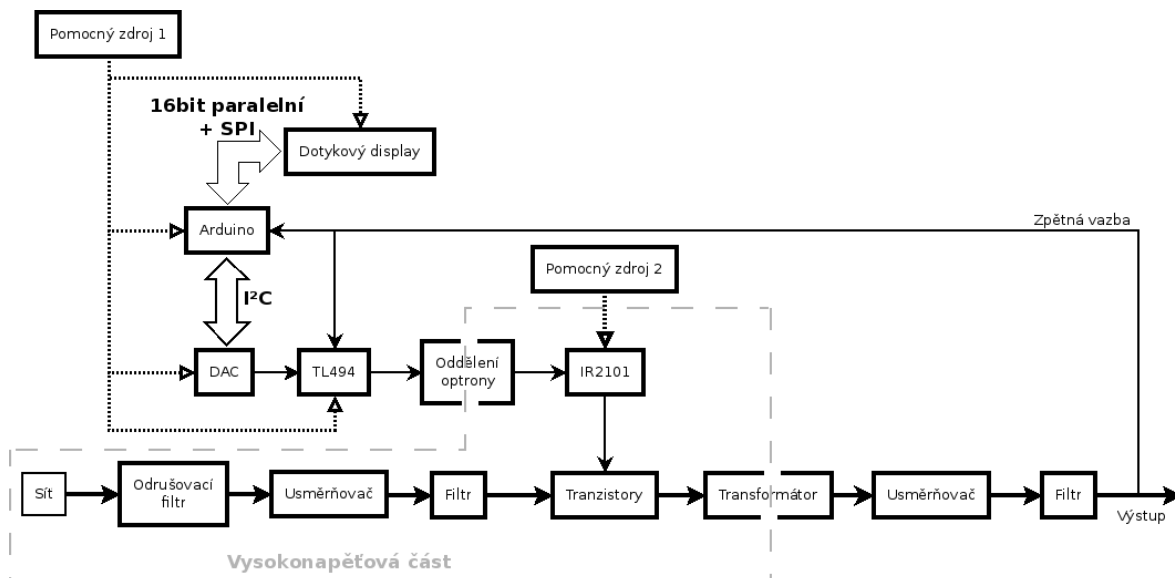 Pomocný zdroj 1
16bit paralelní
+ SPI
Dotykový display
Arduino
Zpětná vazba
Pomocný zdroj 2
I²C
DAC
TL494
Oddělení
optrony
IR2101
Sít
Odrušovací
filtr
Usměrňovač
Filtr
Tranzistory
Transformátor
Usměrňovač
Filtr
Výstup
Vysokonapěťová část